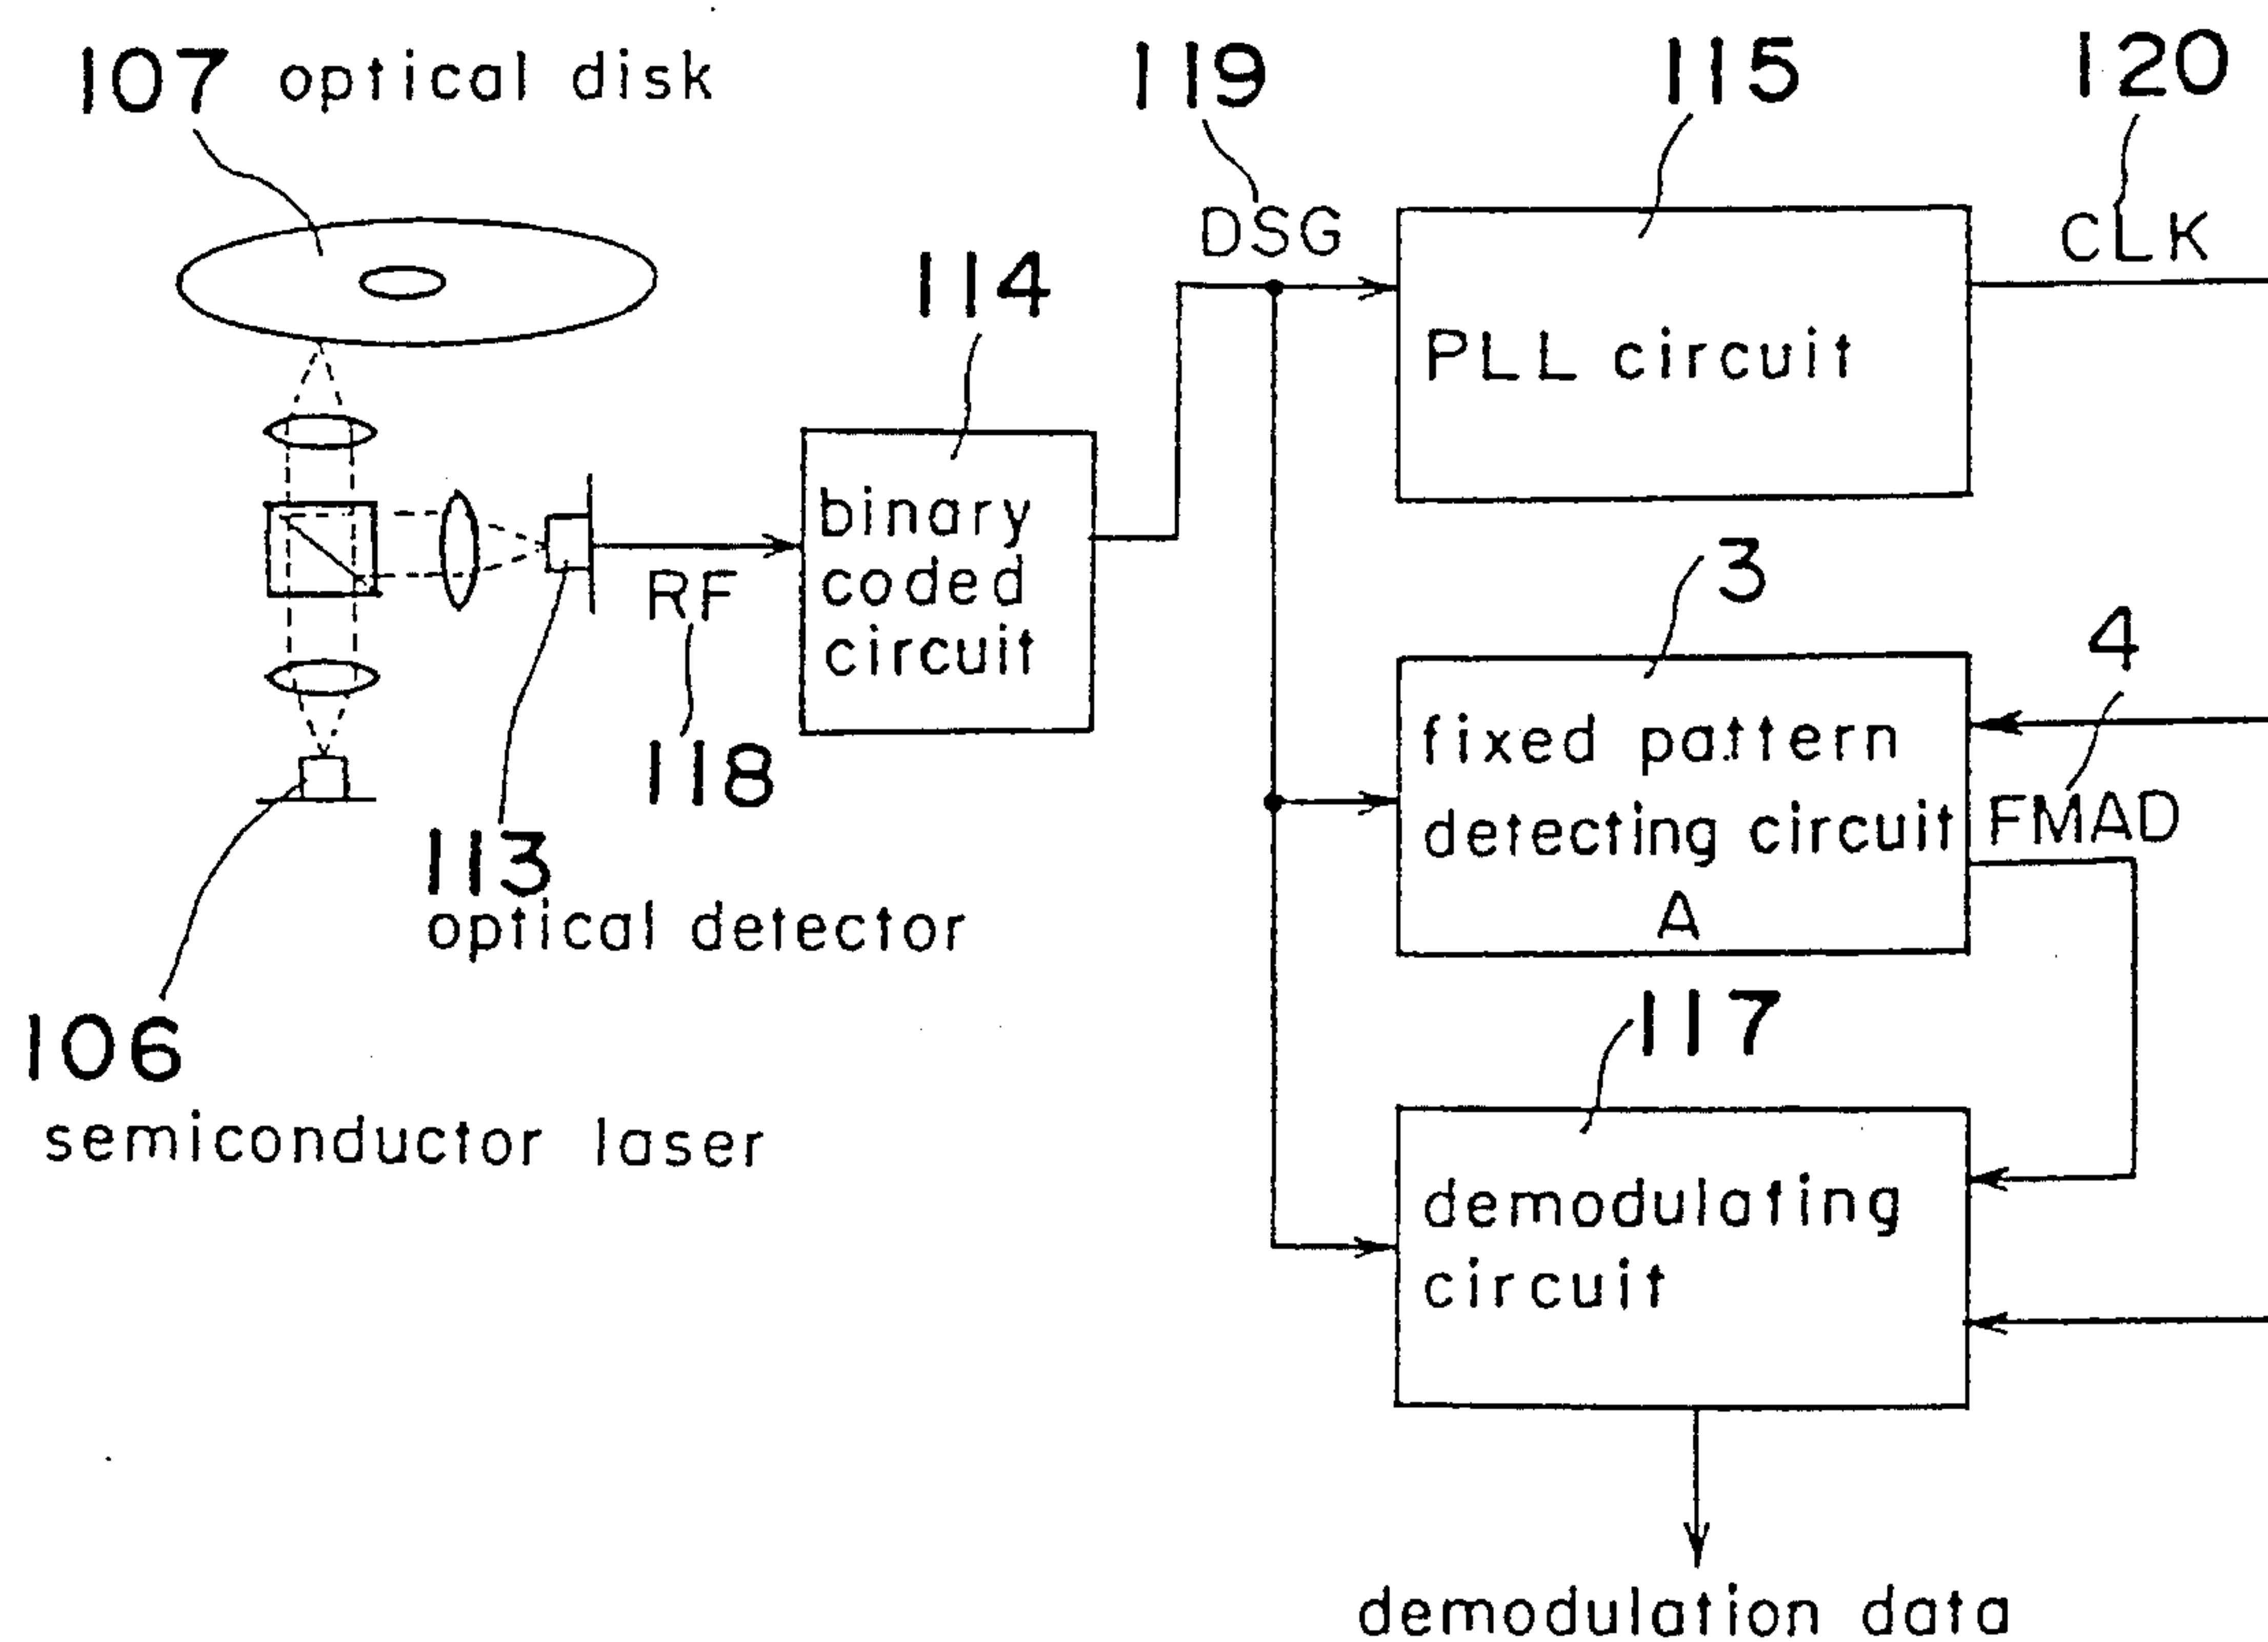 107 optical disk
119
115
120
DSG
CLK
114
PLL circuit
binary
coded
circuit
RF
118
3
4
fixed pattern
detecting circuit
A
FMAD
113
optical detector
106
semiconductor laser
117
demodulating
circuit
demodulation data